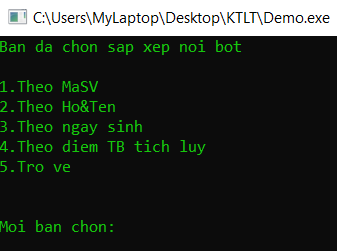 C:\Users\MyLaptop\Desktop\KTLT\Demo.exe
Ban da chon sap xep noi bot
1.Theo MaSV
2.Theo Ho&Ten
3.Theo ngay sinh
4.Theo diem TB tich luy
5.Tro ve
Moi ban chon: